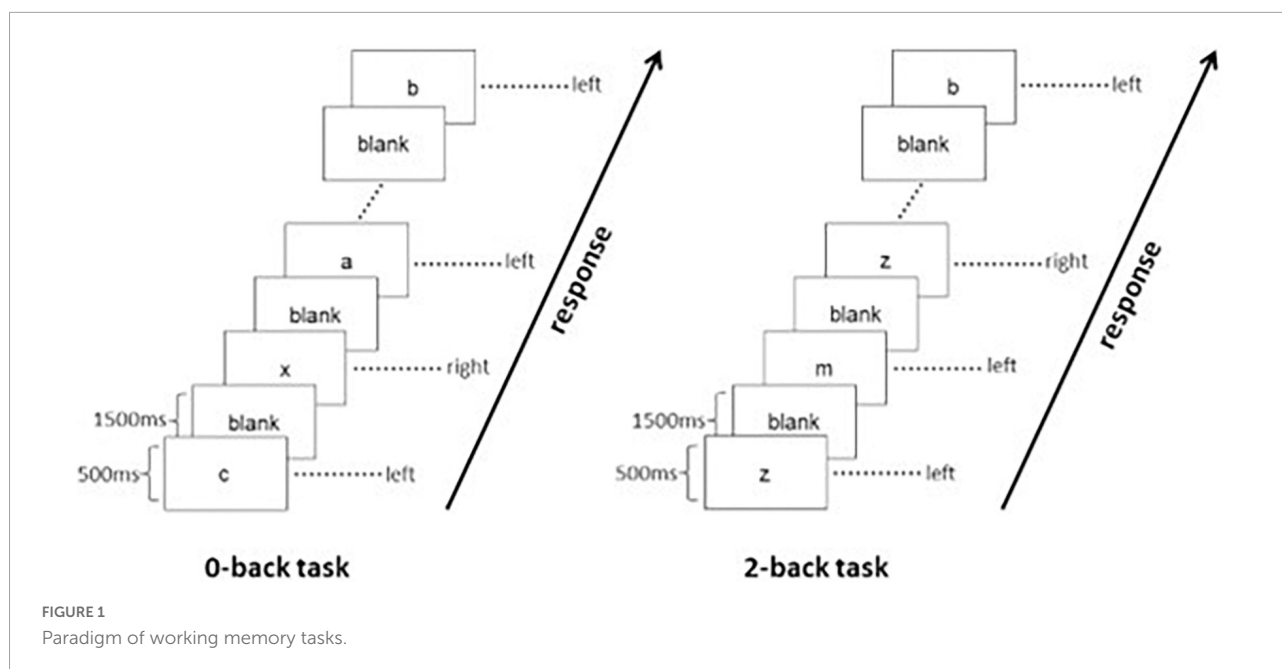 b
left
blank
a
left
blank
x
right
1500ms
blank
500ms
c
left
response
0-back task
b
left
blank
z
right
blank
m
left
1500ms
blank
500ms
z
left
response
2-back task
FIGURE 1
Paradigm of working memory tasks.